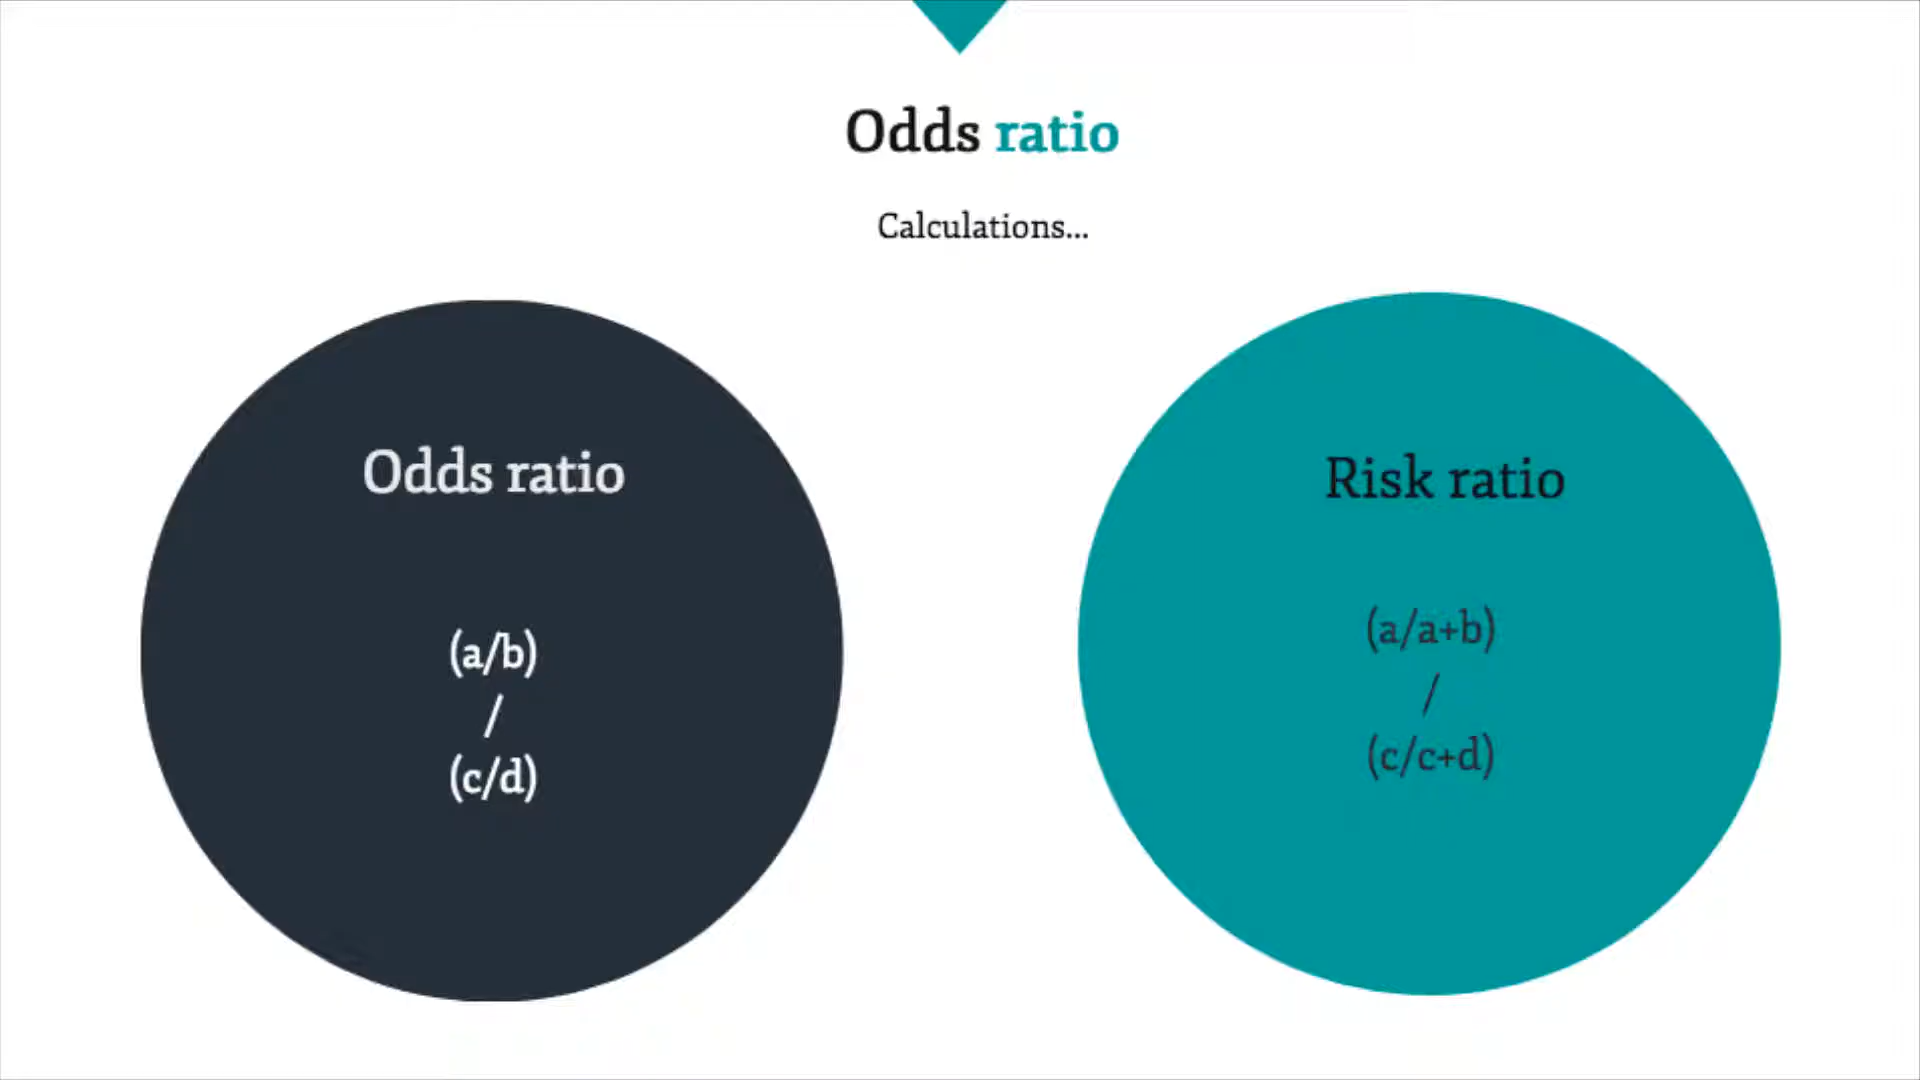 Odds ratio
Calculations...
Odds ratio
(a/b)
/
(c/d)
Risk ratio
(a/a+b)
/
(c/c+d)